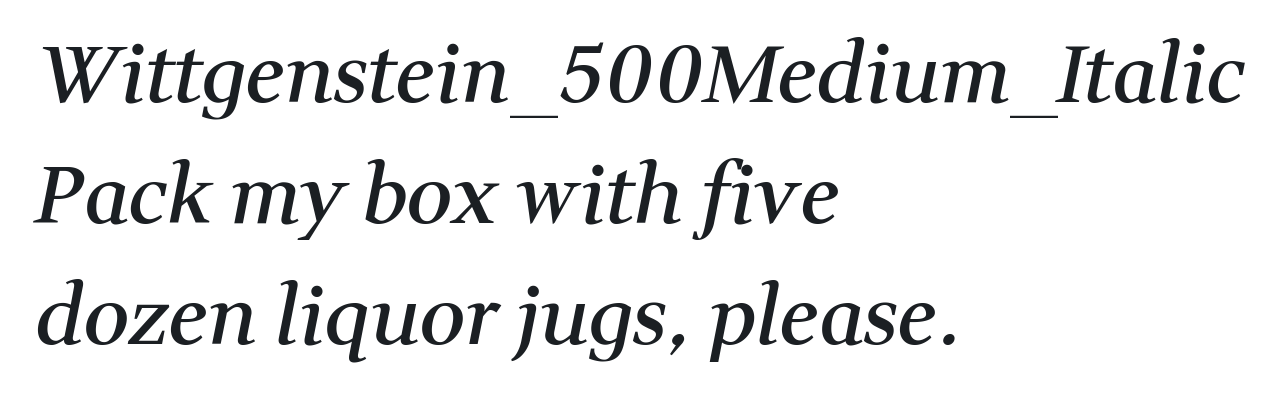 Wittgenstein_500Medium_Italic
Pack my box with five
dozen liquor jugs, please.